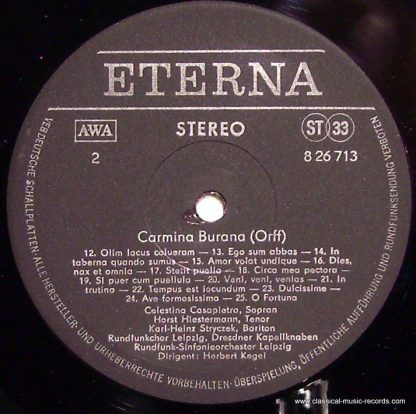 ETERNA
AWA
STEREO
ST 33
2
8 26 713
Carmina Burana (Orff)
12. Olim lacus colueram — 13. Ego sum abbas — 14. In
taberna quando sumus — 15. Amor volat undique — 16. Dies,
nox et omnia — 17. Stetit puella — 18. Circa mea pectora —
19. Si puer cum puellula — 20. Veni, veni, venias — 21. In
trutina — 22. Tempus est iocundum — 23. Dulcissime —
24. Ave formosissima — 25. O Fortuna
Celestina Casapietra, Sopran
Horst Hiestermann, Tenor
Karl-Heinz Stryczek, Bariton
Rundfunkchor Leipzig, Dresdner Kapellknaben
Rundfunk-Sinfonieorchester Leipzig
Dirigent: Herbert Kegel
VEB DEUTSCHE SCHALLPLATTEN · ALLE HERSTELLER- UND URHEBERRECHTE VORBEHALTEN · ÜBERSPIELUNG, ÖFFENTLICHE AUFFÜHRUNG UND RUNDFUNKSENDUNG VERBOTEN
www.classical-music-records.com